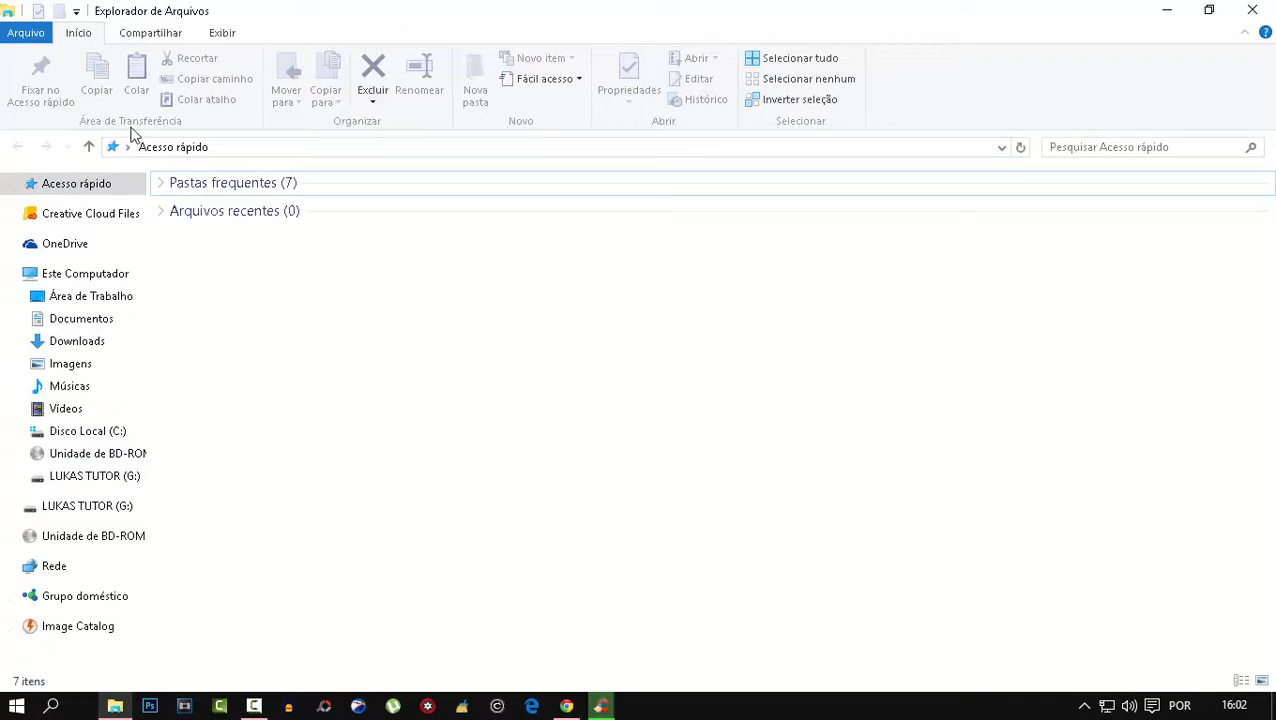 Explorador de Arquivos
Arquivo Início Compartilhar Exibir
Fixar no Acesso rápido
Copiar
Colar
Recortar
Copiar caminho
Colar atalho
Área de Transferência
Mover para
Copiar para
Excluir
Renomear
Organizar
Nova pasta
Novo item
Fácil acesso
Novo
Propriedades
Abrir
Editar
Histórico
Abrir
Selecionar tudo
Selecionar nenhum
Inverter seleção
Selecionar
Acesso rápido
Pesquisar Acesso rápido
Acesso rápido
Creative Cloud Files
OneDrive
Este Computador
Área de Trabalho
Documentos
Downloads
Imagens
Músicas
Vídeos
Disco Local (C:)
Unidade de BD-RON
LUKAS TUTOR (G:)
LUKAS TUTOR (G:)
Unidade de BD-ROM
Rede
Grupo doméstico
Image Catalog
Pastas frequentes (7)
Arquivos recentes (0)
7 itens
Ps
POR
16:02